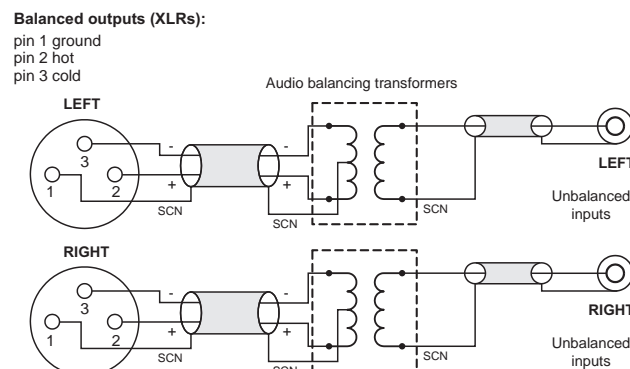 Balanced outputs (XLRs):
pin 1 ground
pin 2 hot
pin 3 cold
Audio balancing transformers
LEFT
3
1
2
-
+
SCN
-
+
SCN
SCN
LEFT
Unbalanced
inputs
RIGHT
3
1
2
-
+
SCN
-
+
SCN
SCN
RIGHT
Unbalanced
inputs